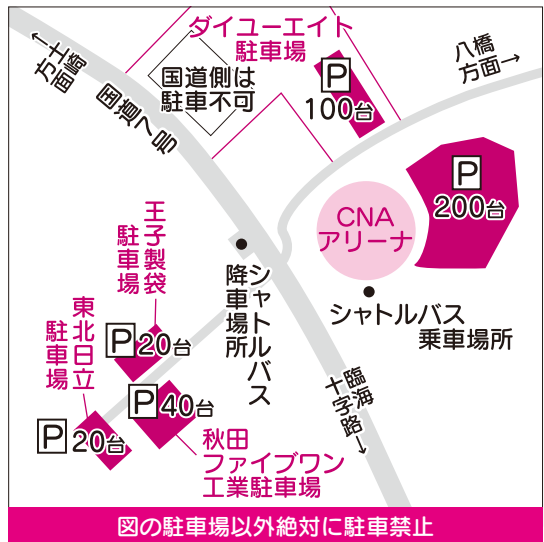 ダイユーエイト
駐車場
←土崎
方面
国道7号
国道側は
駐車不可
P
100台
八橋
方面→
P
200台
CNA
アリーナ
シャトルバス
乗車場所
シャトルバス
降車場所
王子製袋
駐車場
P 20台
東北日立
駐車場
P 20台
P 40台
秋田
ファイブワン
工業駐車場
臨海
十字路→
図の駐車場以外絶対に駐車禁止